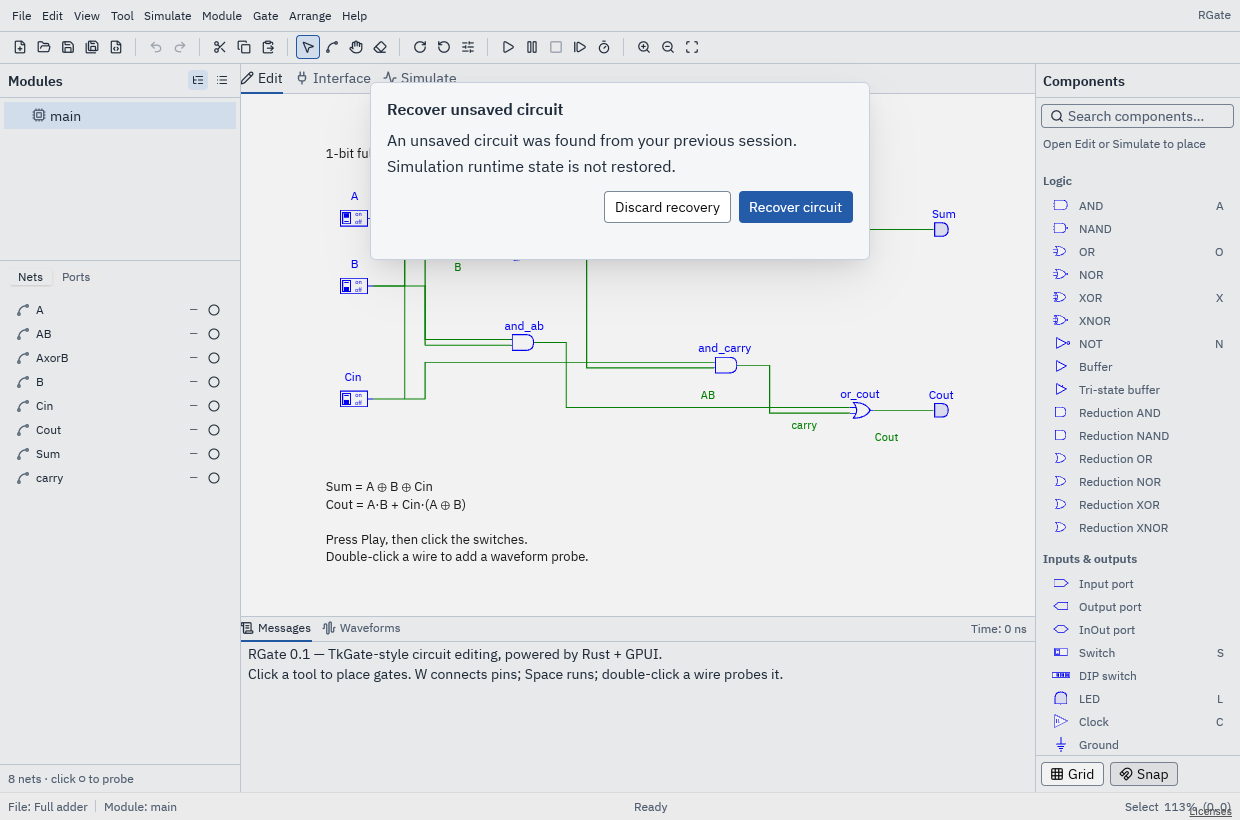 File Edit View Tool Simulate Module Gate Arrange Help RGate
Modules
main
Nets Ports
A
AB
AxorB
B
Cin
Cout
Sum
carry
8 nets · click o to probe
Edit Interface Simulate
Recover unsaved circuit
An unsaved circuit was found from your previous session.
Simulation runtime state is not restored.
Discard recovery Recover circuit
1-bit ful
A
on
off
Sum
B
B
on
off
and_ab
and_carry
Cin
on
off
AB
or_cout
Cout
carry
Cout
Sum = A ⊕ B ⊕ Cin
Cout = A·B + Cin·(A ⊕ B)
Press Play, then click the switches.
Double-click a wire to add a waveform probe.
Messages Waveforms Time: 0 ns
RGate 0.1 — TkGate-style circuit editing, powered by Rust + GPUI.
Click a tool to place gates. W connects pins; Space runs; double-click a wire probes it.
Components
Search components...
Open Edit or Simulate to place
Logic
AND A
NAND
OR O
NOR
XOR X
XNOR
NOT N
Buffer
Tri-state buffer
Reduction AND
Reduction NAND
Reduction OR
Reduction NOR
Reduction XOR
Reduction XNOR
Inputs & outputs
Input port
Output port
InOut port
Switch S
DIP switch
LED L
Clock C
Ground
Grid Snap
File: Full adder Module: main Ready Select 113% (0, 0)
Licenses